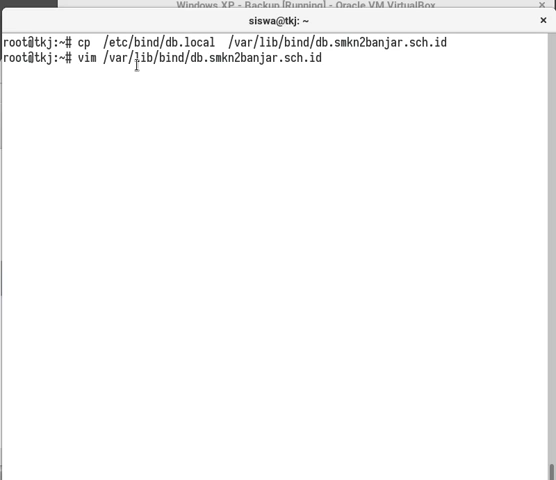 Windows XP - Backup [Running] - Oracle VM VirtualBox
siswa@tkj: ~
root@tkj:~# cp  /etc/bind/db.local  /var/lib/bind/db.smkn2banjar.sch.id
root@tkj:~# vim /var/lib/bind/db.smkn2banjar.sch.id